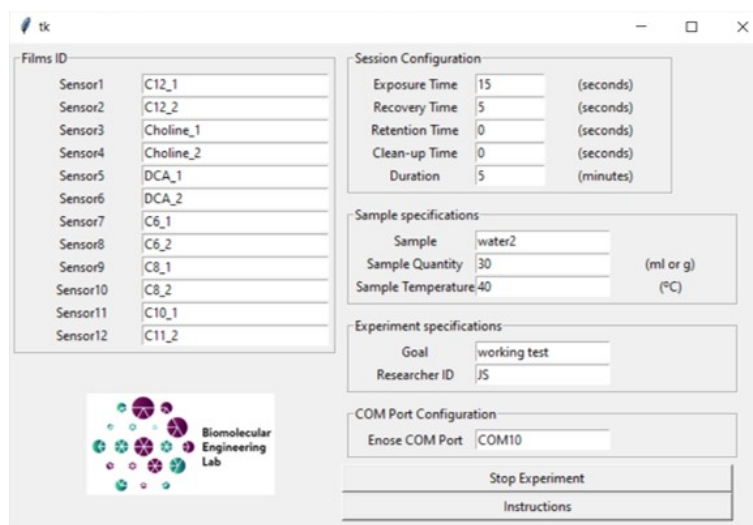 tk
Films ID
Sensor1 C12_1
Sensor2 C12_2
Sensor3 Choline_1
Sensor4 Choline_2
Sensor5 DCA_1
Sensor6 DCA_2
Sensor7 C6_1
Sensor8 C6_2
Sensor9 C8_1
Sensor10 C8_2
Sensor11 C10_1
Sensor12 C11_2
Biomolecular
Engineering
Lab
Session Configuration
Exposure Time 15 (seconds)
Recovery Time 5 (seconds)
Retention Time 0 (seconds)
Clean-up Time 0 (seconds)
Duration 5 (minutes)
Sample specifications
Sample water2
Sample Quantity 30 (ml or g)
Sample Temperature 40 (ºC)
Experiment specifications
Goal working test
Researcher ID JS
COM Port Configuration
Enose COM Port COM10
Stop Experiment
Instructions